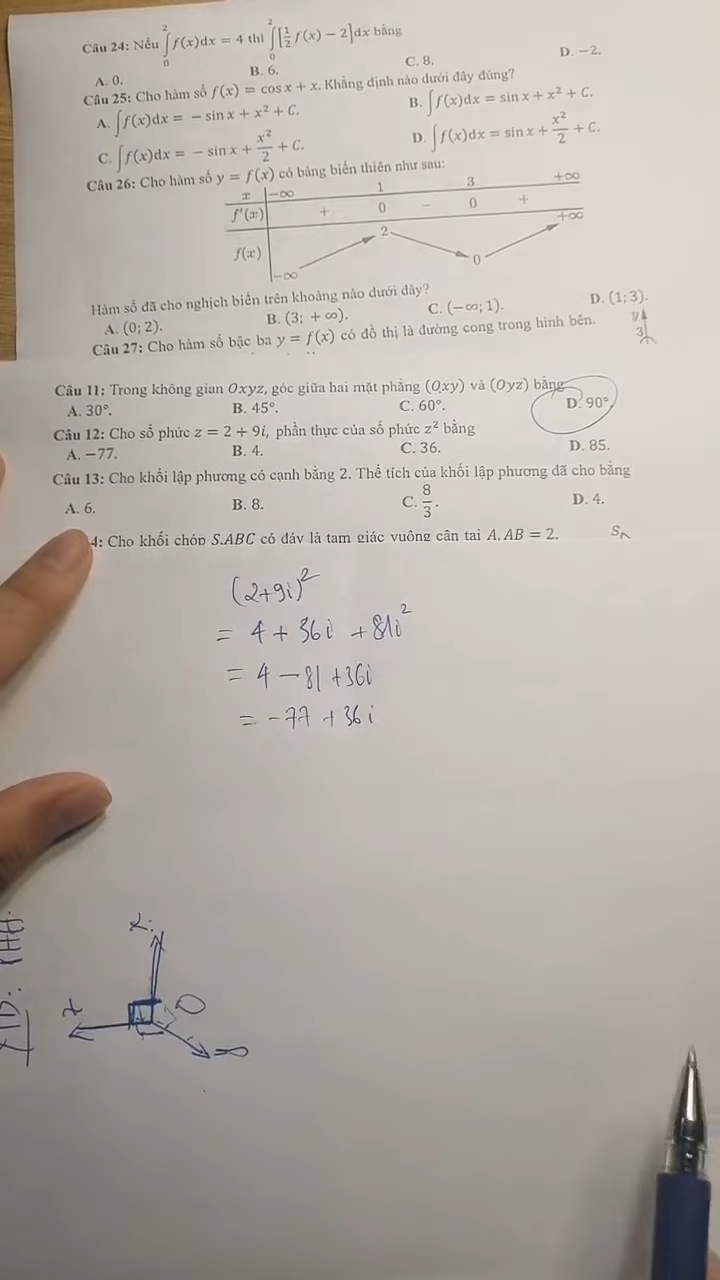 Câu 24: Nếu ∫₀² f(x)dx = 4 thì ∫₀² [½f(x) − 2]dx bằng
A. 0. B. 6. C. 8. D. −2.
Câu 25: Cho hàm số f(x) = cos x + x. Khẳng định nào dưới đây đúng?
A. ∫f(x)dx = − sin x + x² + C. B. ∫f(x)dx = sin x + x² + C.
C. ∫f(x)dx = − sin x + x²/2 + C. D. ∫f(x)dx = sin x + x²/2 + C.
Câu 26: Cho hàm số y = f(x) có bảng biến thiên như sau:
x −∞ 1 3 +∞
f'(x) + 0 − 0 +
f(x) −∞ 2 0 +∞
Hàm số đã cho nghịch biến trên khoảng nào dưới đây?
A. (0; 2). B. (3; +∞). C. (−∞; 1). D. (1; 3).
Câu 27: Cho hàm số bậc ba y = f(x) có đồ thị là đường cong trong hình bên.
y
3
Câu 11: Trong không gian Oxyz, góc giữa hai mặt phẳng (Oxy) và (Oyz) bằng
A. 30°. B. 45°. C. 60°. D. 90°.
Câu 12: Cho số phức z = 2 + 9i, phần thực của số phức z² bằng
A. −77. B. 4. C. 36. D. 85.
Câu 13: Cho khối lập phương có cạnh bằng 2. Thể tích của khối lập phương đã cho bằng
A. 6. B. 8. C. 8/3. D. 4.
4: Cho khối chóp S.ABC có đáy là tam giác vuông cân tại A, AB = 2. S
(2+9i)²
= 4 + 36i + 81i²
= 4 − 81 + 36i
= −77 + 36i